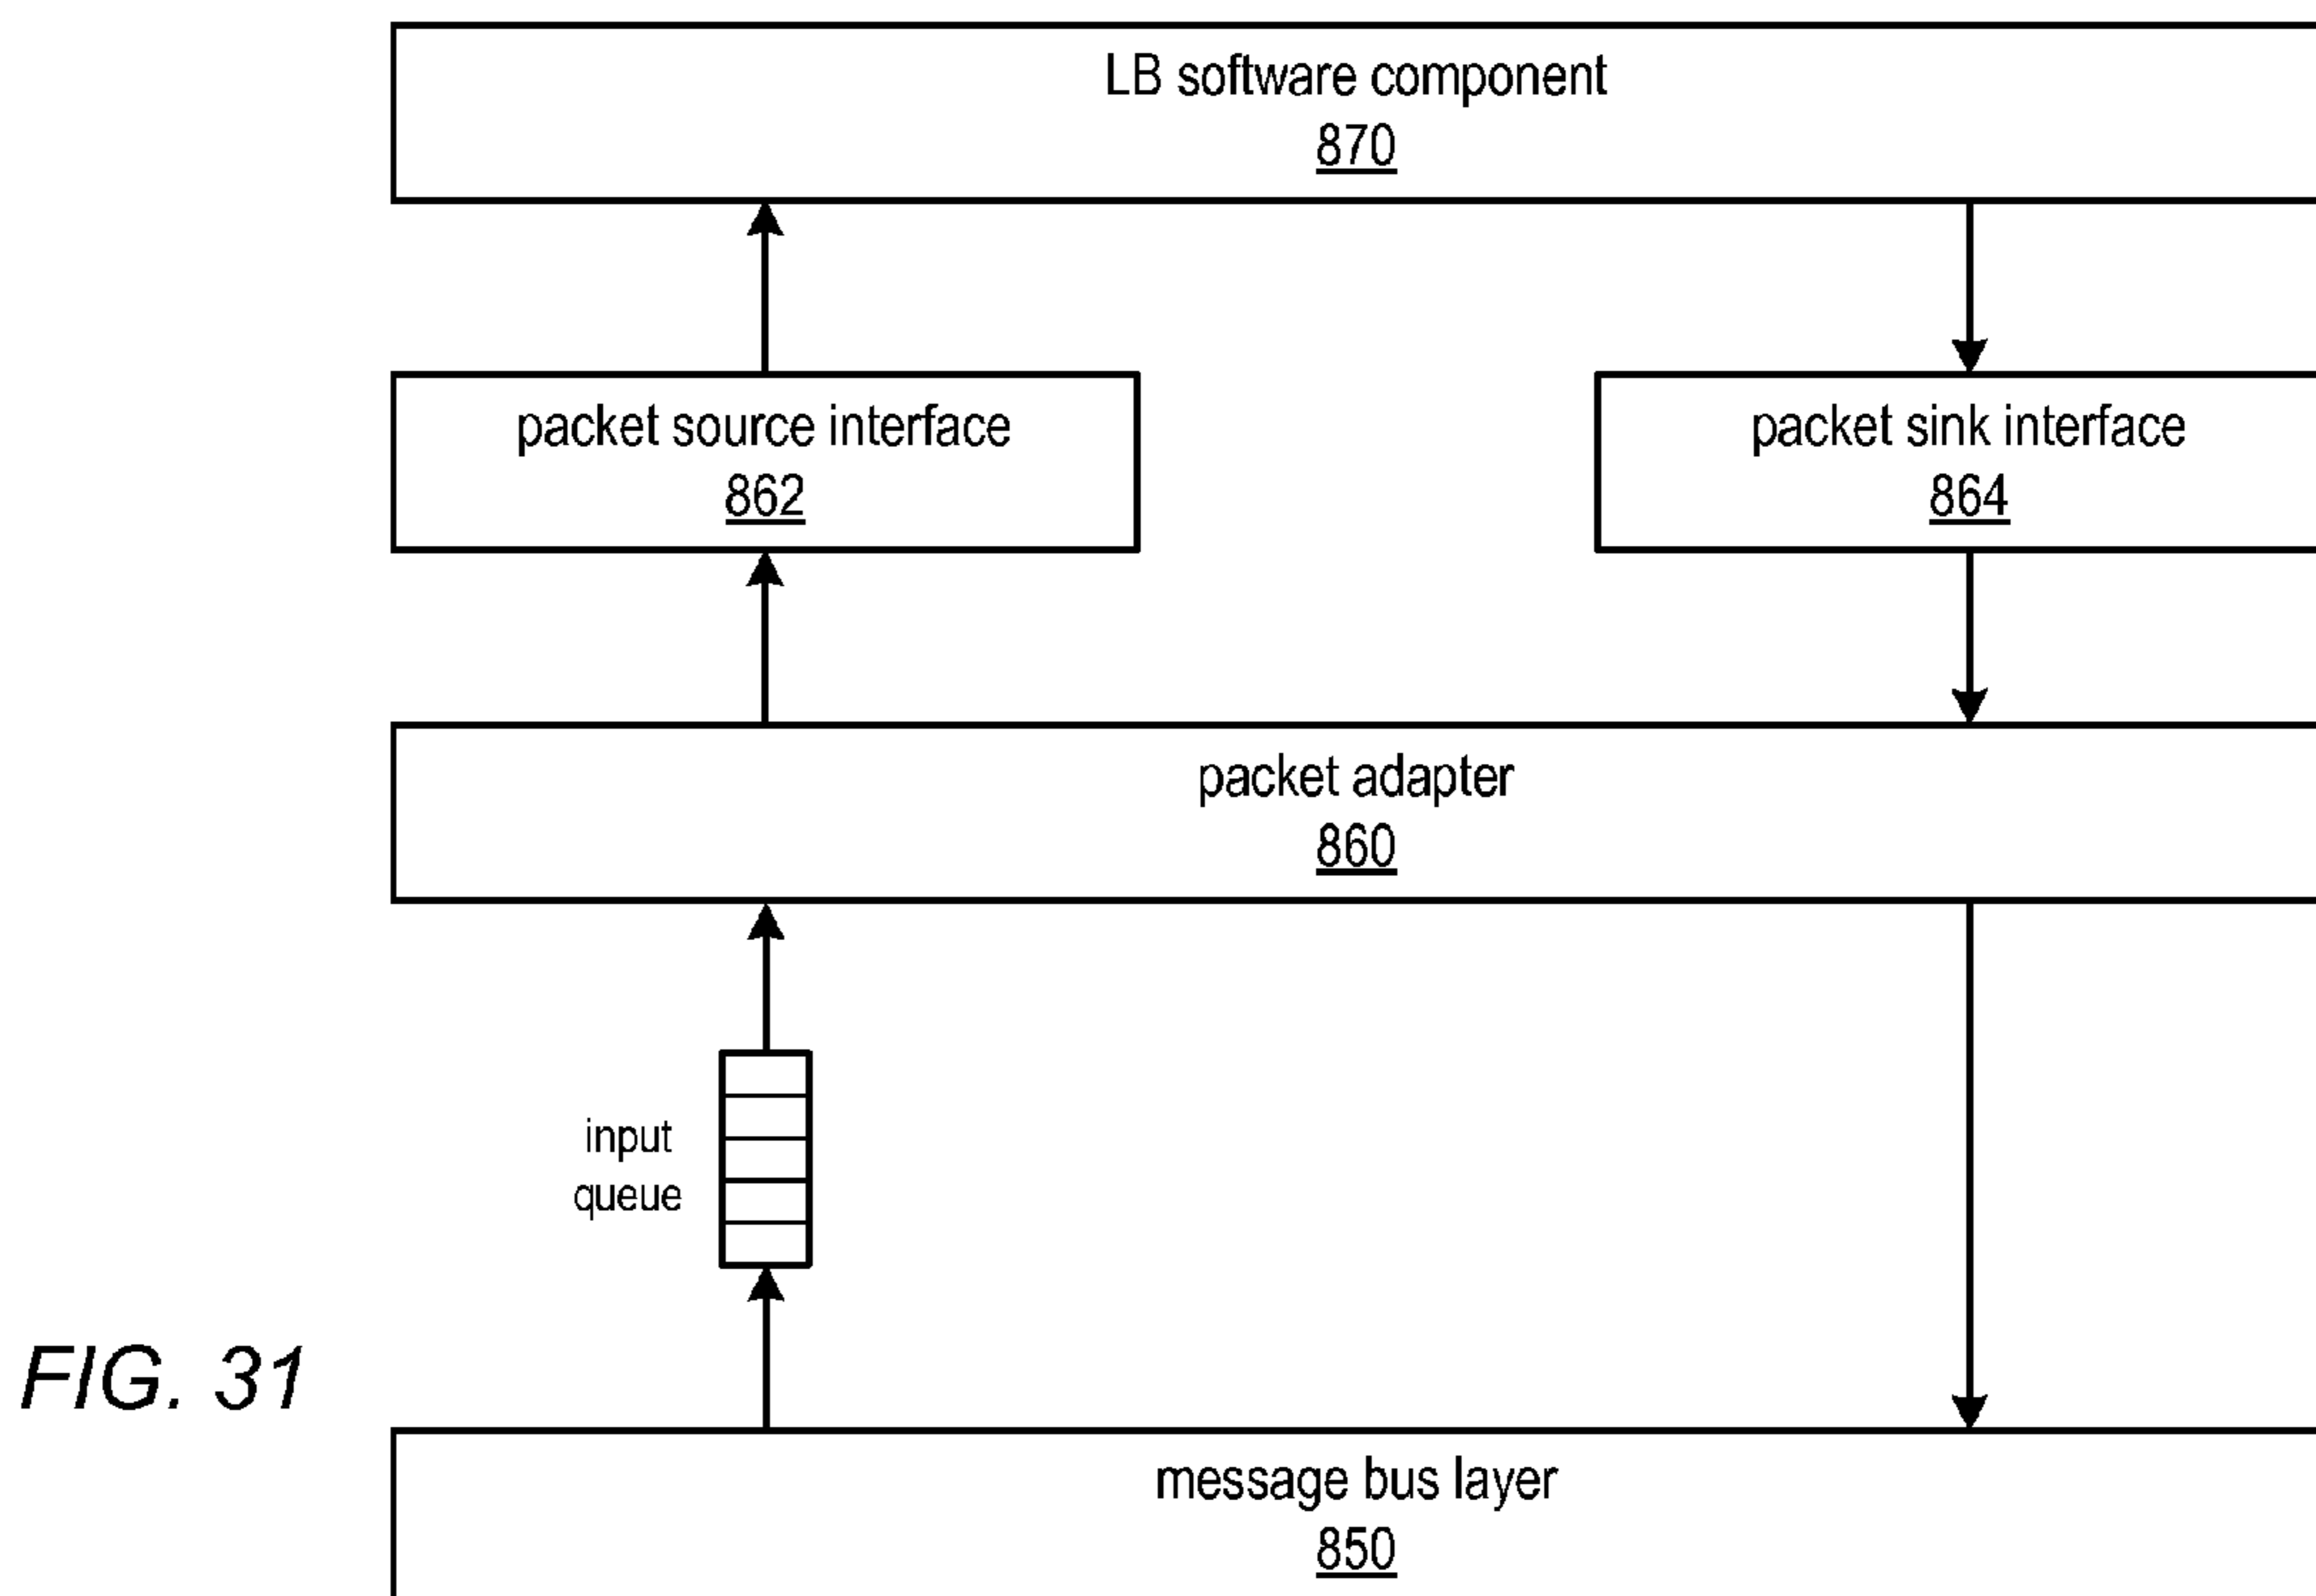 LB software component
870
packet source interface
862
packet sink interface
864
packet adapter
860
input
queue
FIG. 31
message bus layer
850